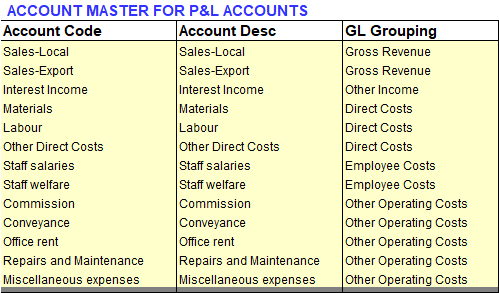 ACCOUNT MASTER FOR P&L ACCOUNTS
Account Code Account Desc GL Grouping
Sales-Local Sales-Local Gross Revenue
Sales-Export Sales-Export Gross Revenue
Interest Income Interest Income Other Income
Materials Materials Direct Costs
Labour Labour Direct Costs
Other Direct Costs Other Direct Costs Direct Costs
Staff salaries Staff salaries Employee Costs
Staff welfare Staff welfare Employee Costs
Commission Commission Other Operating Costs
Conveyance Conveyance Other Operating Costs
Office rent Office rent Other Operating Costs
Repairs and Maintenance Repairs and Maintenance Other Operating Costs
Miscellaneous expenses Miscellaneous expenses Other Operating Costs